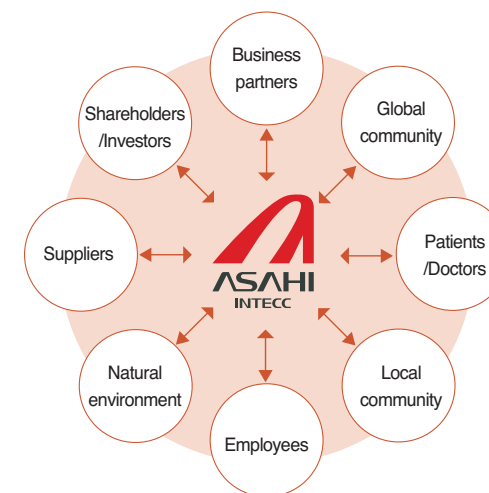 Business
partners
Shareholders
/Investors
Global
community
Suppliers
ASAHI
INTECC
Patients
/Doctors
Natural
environment
Local
community
Employees